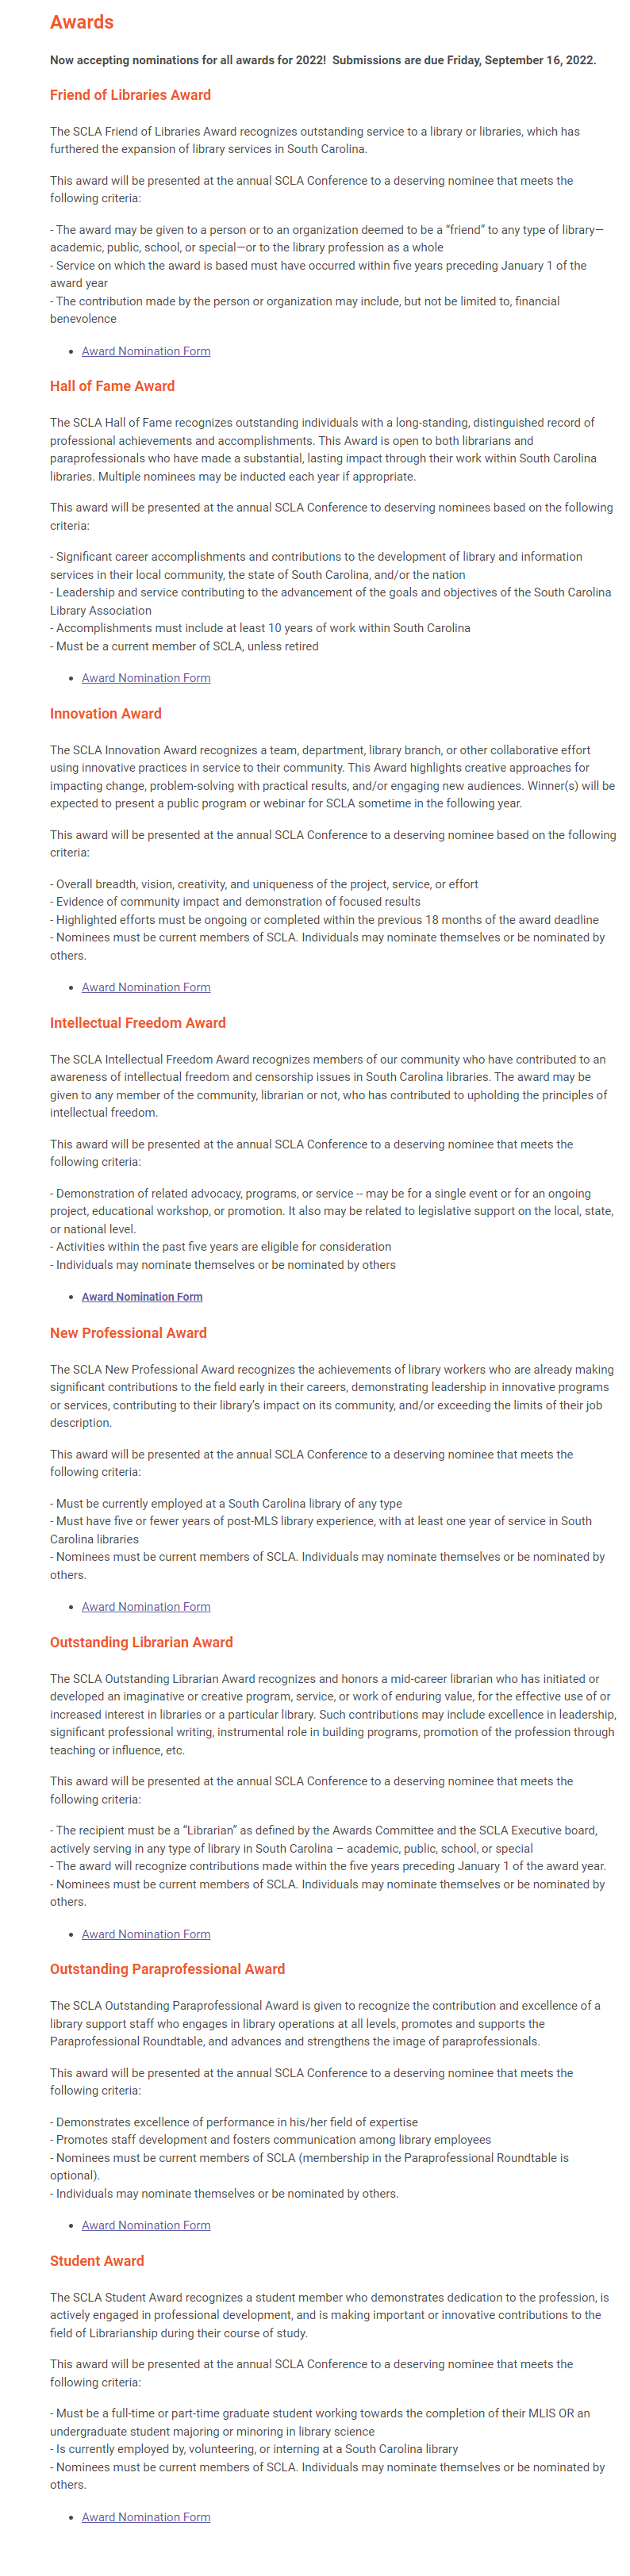 Awards
Now accepting nominations for all awards for 2022!  Submissions are due Friday, September 16, 2022.
Friend of Libraries Award
The SCLA Friend of Libraries Award recognizes outstanding service to a library or libraries, which has
furthered the expansion of library services in South Carolina.
This award will be presented at the annual SCLA Conference to a deserving nominee that meets the
following criteria:
- The award may be given to a person or to an organization deemed to be a “friend” to any type of library—
academic, public, school, or special—or to the library profession as a whole
- Service on which the award is based must have occurred within five years preceding January 1 of the
award year
- The contribution made by the person or organization may include, but not be limited to, financial
benevolence
• Award Nomination Form
Hall of Fame Award
The SCLA Hall of Fame recognizes outstanding individuals with a long-standing, distinguished record of
professional achievements and accomplishments. This Award is open to both librarians and
paraprofessionals who have made a substantial, lasting impact through their work within South Carolina
libraries. Multiple nominees may be inducted each year if appropriate.
This award will be presented at the annual SCLA Conference to deserving nominees based on the following
criteria:
- Significant career accomplishments and contributions to the development of library and information
services in their local community, the state of South Carolina, and/or the nation
- Leadership and service contributing to the advancement of the goals and objectives of the South Carolina
Library Association
- Accomplishments must include at least 10 years of work within South Carolina
- Must be a current member of SCLA, unless retired
• Award Nomination Form
Innovation Award
The SCLA Innovation Award recognizes a team, department, library branch, or other collaborative effort
using innovative practices in service to their community. This Award highlights creative approaches for
impacting change, problem-solving with practical results, and/or engaging new audiences. Winner(s) will be
expected to present a public program or webinar for SCLA sometime in the following year.
This award will be presented at the annual SCLA Conference to a deserving nominee based on the following
criteria:
- Overall breadth, vision, creativity, and uniqueness of the project, service, or effort
- Evidence of community impact and demonstration of focused results
- Highlighted efforts must be ongoing or completed within the previous 18 months of the award deadline
- Nominees must be current members of SCLA. Individuals may nominate themselves or be nominated by
others.
• Award Nomination Form
Intellectual Freedom Award
The SCLA Intellectual Freedom Award recognizes members of our community who have contributed to an
awareness of intellectual freedom and censorship issues in South Carolina libraries. The award may be
given to any member of the community, librarian or not, who has contributed to upholding the principles of
intellectual freedom.
This award will be presented at the annual SCLA Conference to a deserving nominee that meets the
following criteria:
- Demonstration of related advocacy, programs, or service -- may be for a single event or for an ongoing
project, educational workshop, or promotion. It also may be related to legislative support on the local, state,
or national level.
- Activities within the past five years are eligible for consideration
- Individuals may nominate themselves or be nominated by others
• Award Nomination Form
New Professional Award
The SCLA New Professional Award recognizes the achievements of library workers who are already making
significant contributions to the field early in their careers, demonstrating leadership in innovative programs
or services, contributing to their library’s impact on its community, and/or exceeding the limits of their job
description.
This award will be presented at the annual SCLA Conference to a deserving nominee that meets the
following criteria:
- Must be currently employed at a South Carolina library of any type
- Must have five or fewer years of post-MLS library experience, with at least one year of service in South
Carolina libraries
- Nominees must be current members of SCLA. Individuals may nominate themselves or be nominated by
others.
• Award Nomination Form
Outstanding Librarian Award
The SCLA Outstanding Librarian Award recognizes and honors a mid-career librarian who has initiated or
developed an imaginative or creative program, service, or work of enduring value, for the effective use of or
increased interest in libraries or a particular library. Such contributions may include excellence in leadership,
significant professional writing, instrumental role in building programs, promotion of the profession through
teaching or influence, etc.
This award will be presented at the annual SCLA Conference to a deserving nominee that meets the
following criteria:
- The recipient must be a “Librarian” as defined by the Awards Committee and the SCLA Executive board,
actively serving in any type of library in South Carolina – academic, public, school, or special
- The award will recognize contributions made within the five years preceding January 1 of the award year.
- Nominees must be current members of SCLA. Individuals may nominate themselves or be nominated by
others.
• Award Nomination Form
Outstanding Paraprofessional Award
The SCLA Outstanding Paraprofessional Award is given to recognize the contribution and excellence of a
library support staff who engages in library operations at all levels, promotes and supports the
Paraprofessional Roundtable, and advances and strengthens the image of paraprofessionals.
This award will be presented at the annual SCLA Conference to a deserving nominee that meets the
following criteria:
- Demonstrates excellence of performance in his/her field of expertise
- Promotes staff development and fosters communication among library employees
- Nominees must be current members of SCLA (membership in the Paraprofessional Roundtable is
optional).
- Individuals may nominate themselves or be nominated by others.
• Award Nomination Form
Student Award
The SCLA Student Award recognizes a student member who demonstrates dedication to the profession, is
actively engaged in professional development, and is making important or innovative contributions to the
field of Librarianship during their course of study.
This award will be presented at the annual SCLA Conference to a deserving nominee that meets the
following criteria:
- Must be a full-time or part-time graduate student working towards the completion of their MLIS OR an
undergraduate student majoring or minoring in library science
- Is currently employed by, volunteering, or interning at a South Carolina library
- Nominees must be current members of SCLA. Individuals may nominate themselves or be nominated by
others.
• Award Nomination Form